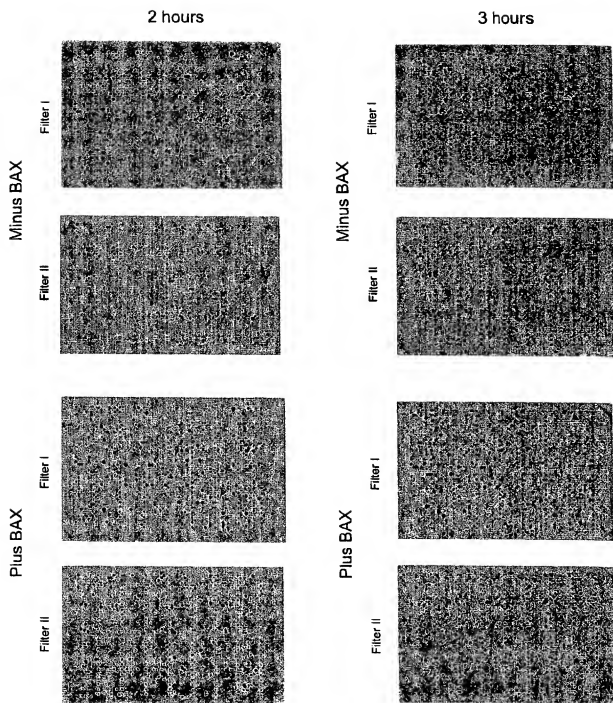 2 hours
3 hours
Minus BAX
Filter I
Filter II
Minus BAX
Filter I
Filter II
Plus BAX
Filter I
Filter II
Plus BAX
Filter I
Filter II